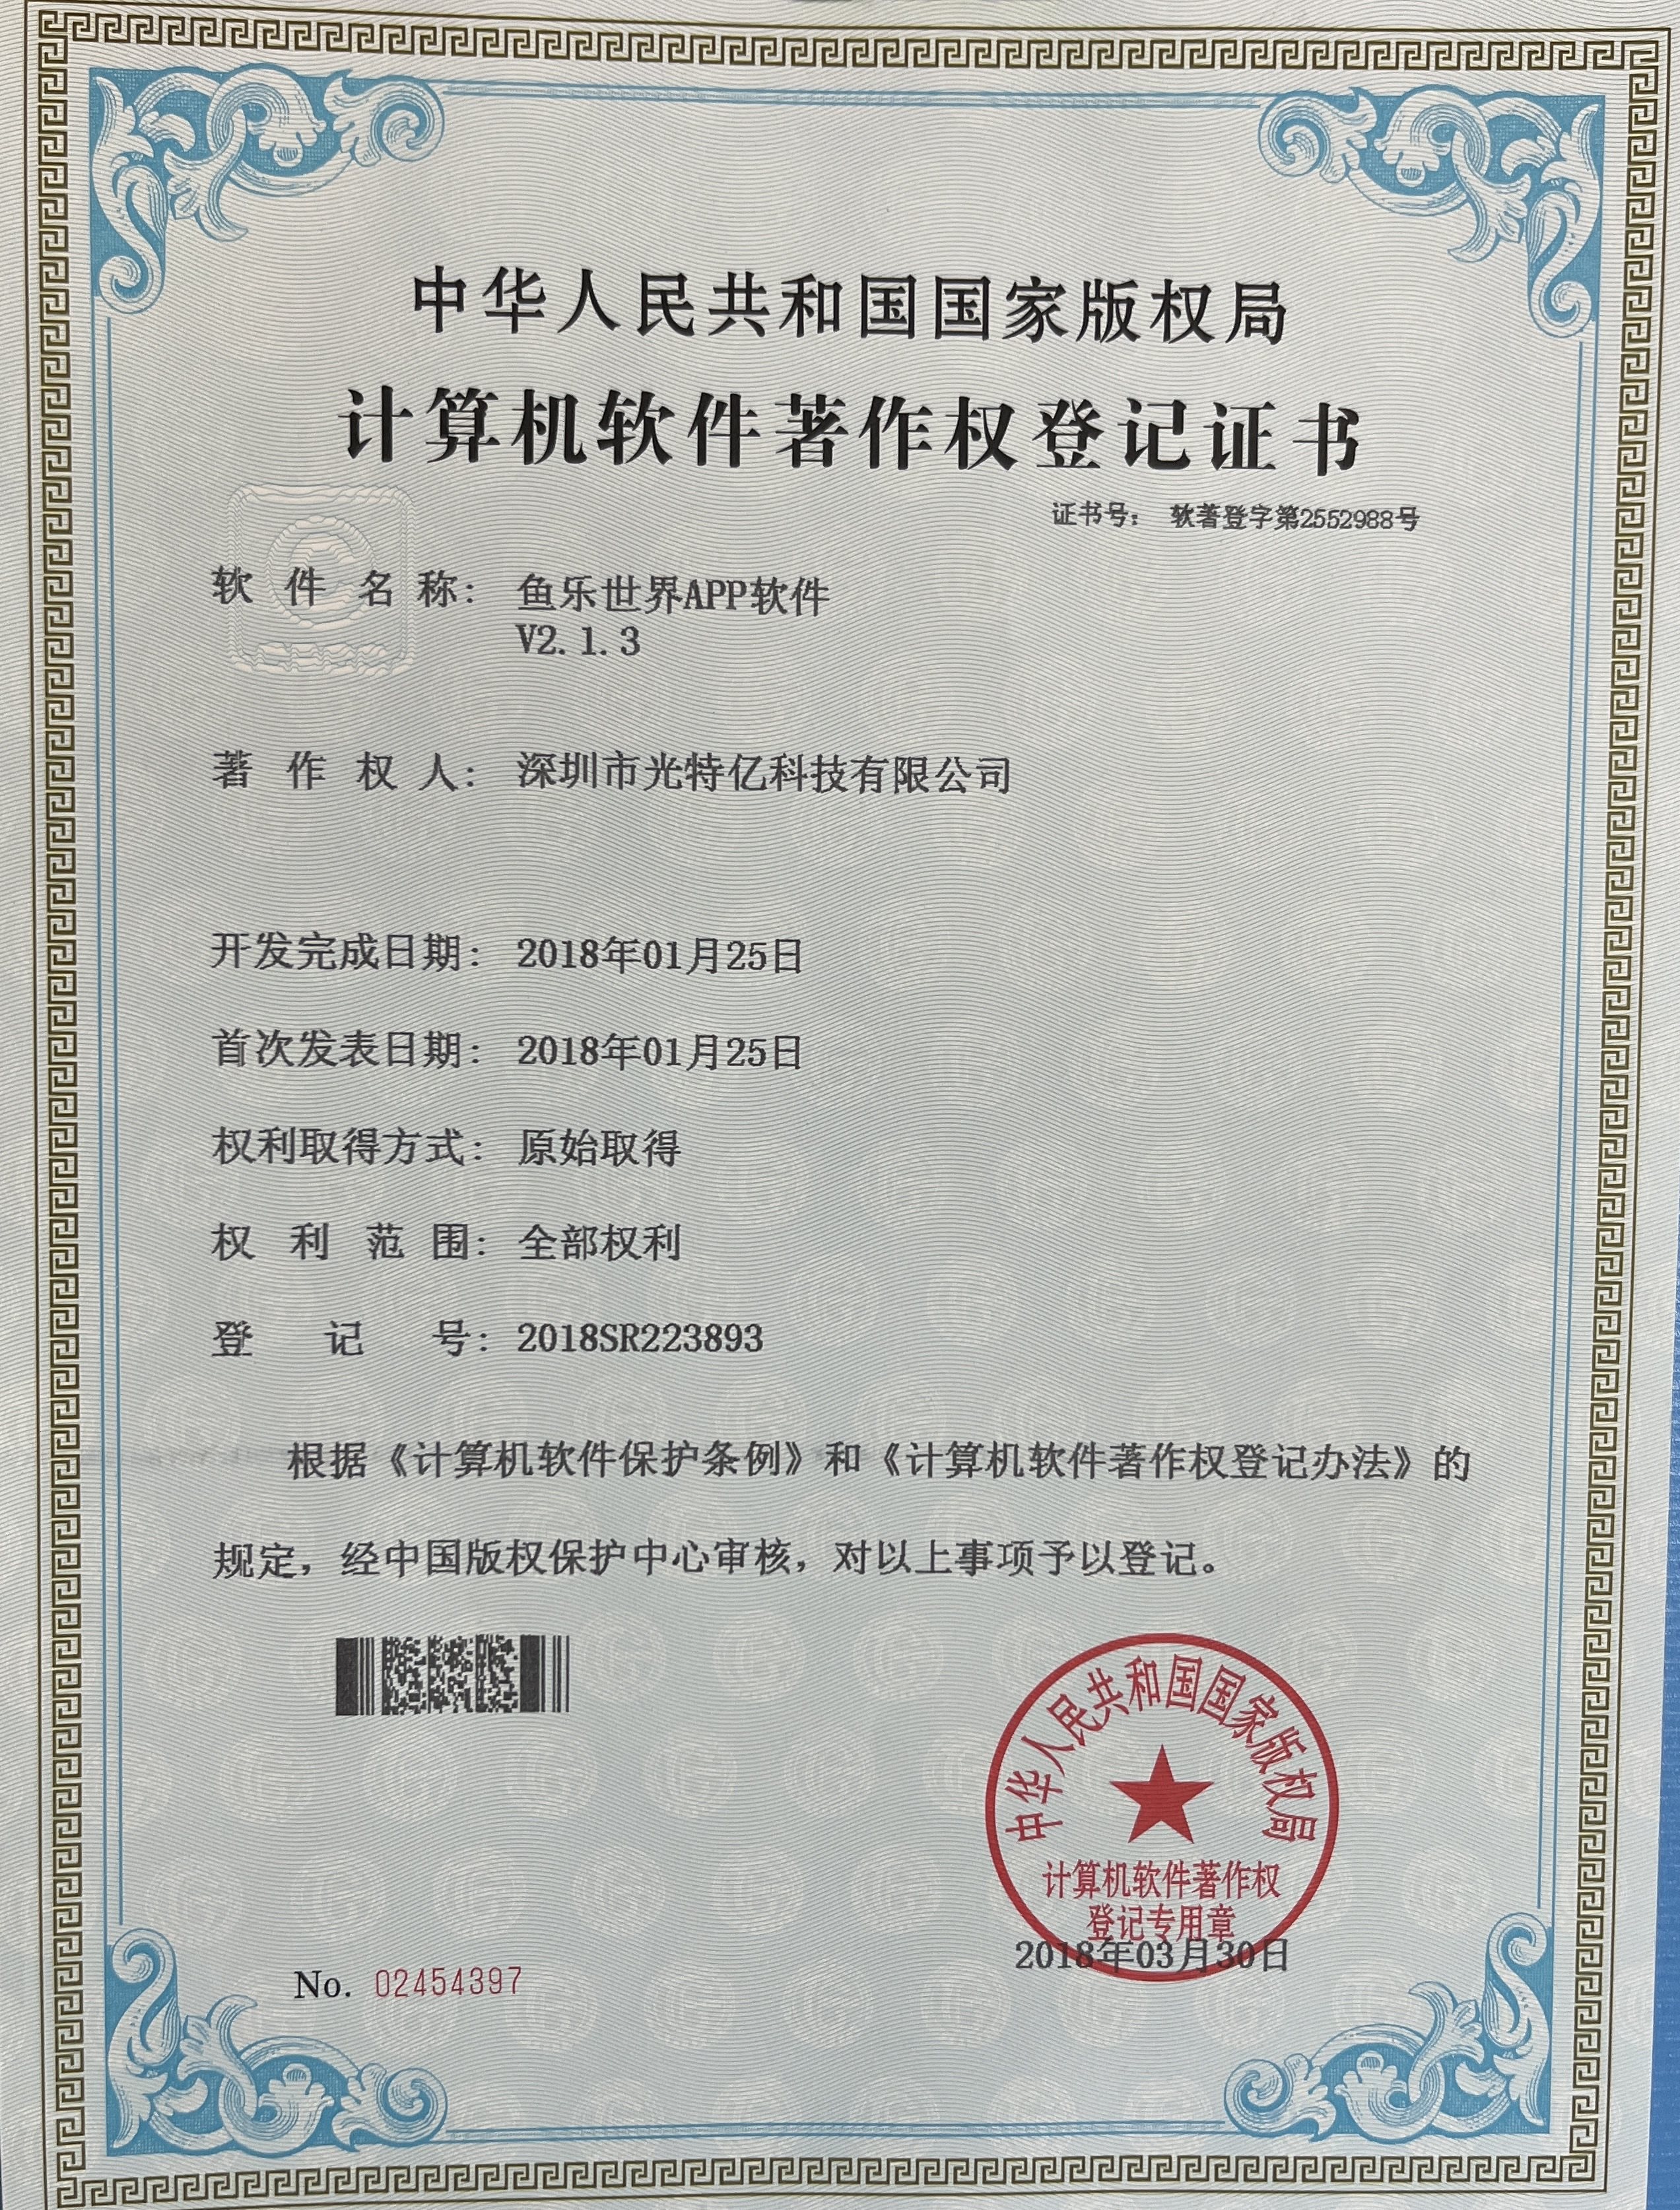 中华人民共和国国家版权局
计算机软件著作权登记证书
证书号： 软著登字第2552988号
软件名称： 鱼乐世界APP软件
V2.1.3
著作权人： 深圳市光特亿科技有限公司
开发完成日期： 2018年01月25日
首次发表日期： 2018年01月25日
权利取得方式： 原始取得
权利范围： 全部权利
登记号： 2018SR223893
根据《计算机软件保护条例》和《计算机软件著作权登记办法》的
规定，经中国版权保护中心审核，对以上事项予以登记。
中华人民共和国国家版权局
计算机软件著作权
登记专用章
2018年03月30日
No. 02454397